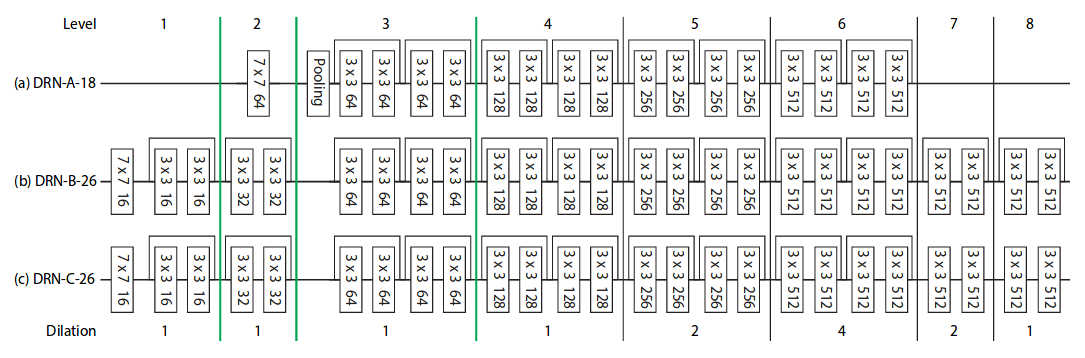 Level 1 2 3 4 5 6 7 8
(a) DRN-A-18 7 x 7 64 Pooling 3 x 3 64 3 x 3 64 3 x 3 64 3 x 3 64 3 x 3 128 3 x 3 128 3 x 3 128 3 x 3 128 3 x 3 256 3 x 3 256 3 x 3 256 3 x 3 256 3 x 3 512 3 x 3 512 3 x 3 512 3 x 3 512
(b) DRN-B-26 7 x 7 16 3 x 3 16 3 x 3 16 3 x 3 32 3 x 3 32 3 x 3 64 3 x 3 64 3 x 3 64 3 x 3 64 3 x 3 128 3 x 3 128 3 x 3 128 3 x 3 128 3 x 3 256 3 x 3 256 3 x 3 256 3 x 3 256 3 x 3 512 3 x 3 512 3 x 3 512 3 x 3 512 3 x 3 512 3 x 3 512 3 x 3 512 3 x 3 512
(c) DRN-C-26 7 x 7 16 3 x 3 16 3 x 3 16 3 x 3 32 3 x 3 32 3 x 3 64 3 x 3 64 3 x 3 64 3 x 3 64 3 x 3 128 3 x 3 128 3 x 3 128 3 x 3 128 3 x 3 256 3 x 3 256 3 x 3 256 3 x 3 256 3 x 3 512 3 x 3 512 3 x 3 512 3 x 3 512 3 x 3 512 3 x 3 512 3 x 3 512 3 x 3 512
Dilation 1 1 1 1 2 4 2 1